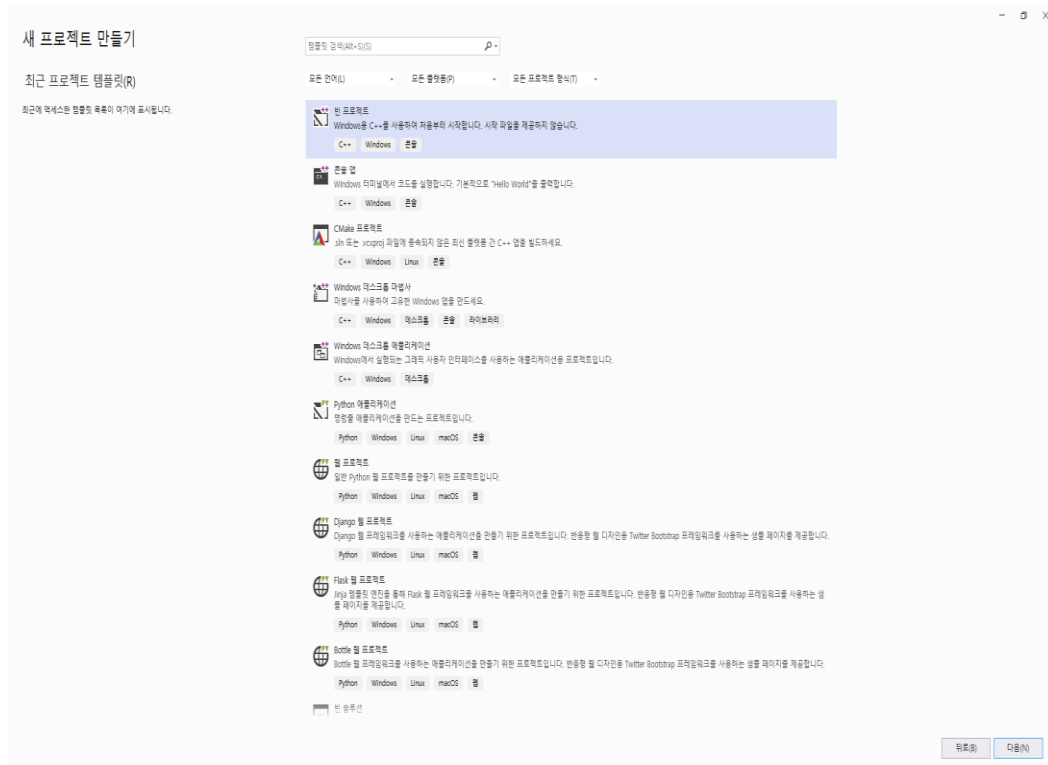 새 프로젝트 만들기
템플릿 검색(Alt+S)(S)
최근 프로젝트 템플릿(R)
모든 언어(L) 모든 플랫폼(P) 모든 프로젝트 형식(T)
최근에 액세스한 템플릿 목록이 여기에 표시됩니다.
빈 프로젝트
Windows용 C++를 사용하여 처음부터 시작합니다. 시작 파일을 제공하지 않습니다.
C++ Windows 콘솔
콘솔 앱
Windows 터미널에서 코드를 실행합니다. 기본적으로 "Hello World"를 출력합니다.
C++ Windows 콘솔
CMake 프로젝트
.sln 또는 .vcxproj 파일에 종속되지 않은 최신 플랫폼 간 C++ 앱을 빌드하세요.
C++ Windows Linux 콘솔
Windows 데스크톱 마법사
마법사를 사용하여 고유한 Windows 앱을 만드세요.
C++ Windows 데스크톱 콘솔 라이브러리
Windows 데스크톱 애플리케이션
Windows에서 실행되는 그래픽 사용자 인터페이스를 사용하는 애플리케이션용 프로젝트입니다.
C++ Windows 데스크톱
Python 애플리케이션
명령줄 애플리케이션을 만드는 프로젝트입니다.
Python Windows Linux macOS 콘솔
웹 프로젝트
일반 Python 웹 프로젝트를 만들기 위한 프로젝트입니다.
Python Windows Linux macOS 웹
Django 웹 프로젝트
Django 웹 프레임워크를 사용하는 애플리케이션을 만들기 위한 프로젝트입니다. 반응형 웹 디자인용 Twitter Bootstrap 프레임워크를 사용하는 샘플 페이지를 제공합니다.
Python Windows Linux macOS 웹
Flask 웹 프로젝트
Jinja 템플릿 엔진을 통해 Flask 웹 프레임워크를 사용하는 애플리케이션을 만들기 위한 프로젝트입니다. 반응형 웹 디자인용 Twitter Bootstrap 프레임워크를 사용하는 샘
플 페이지를 제공합니다.
Python Windows Linux macOS 웹
Bottle 웹 프로젝트
Bottle 웹 프레임워크를 사용하는 애플리케이션을 만들기 위한 프로젝트입니다. 반응형 웹 디자인용 Twitter Bootstrap 프레임워크를 사용하는 샘플 페이지를 제공합니다.
Python Windows Linux macOS 웹
빈 솔루션
뒤로(B) 다음(N)